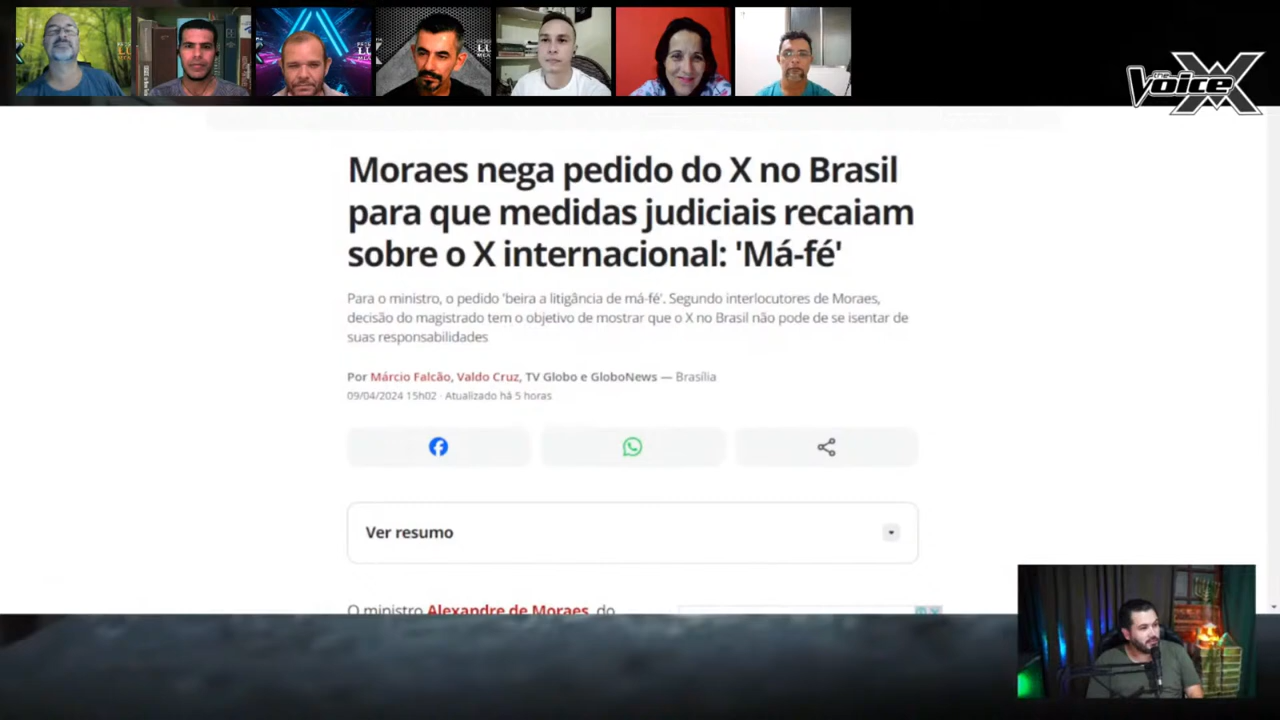 the Voice X
Moraes nega pedido do X no Brasil
para que medidas judiciais recaiam
sobre o X internacional: 'Má-fé'
Para o ministro, o pedido 'beira a litigância de má-fé'. Segundo interlocutores de Moraes,
decisão do magistrado tem o objetivo de mostrar que o X no Brasil não pode de se isentar de
suas responsabilidades
Por Márcio Falcão, Valdo Cruz, TV Globo e GloboNews — Brasília
09/04/2024 15h02 · Atualizado há 5 horas
Ver resumo
O ministro Alexandre de Moraes, do